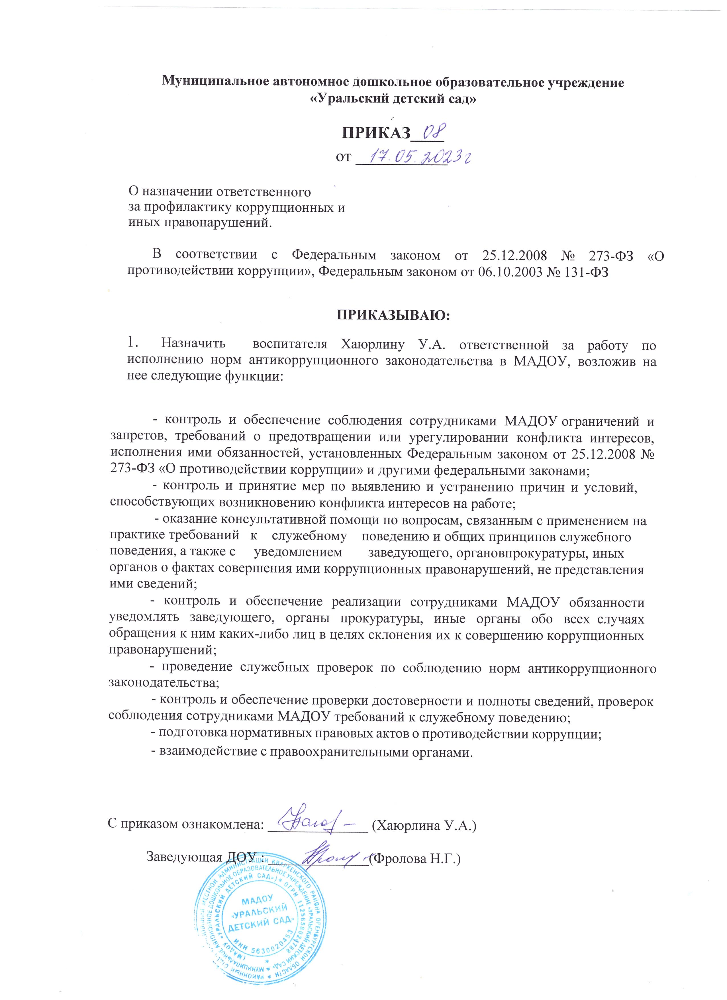 Муниципальное автономное дошкольное образовательное учреждение
«Уральский детский сад»
ПРИКАЗ 08
от 17.05.2023г
О назначении ответственного
за профилактику коррупционных и
иных правонарушений.
В соответствии с Федеральным законом от 25.12.2008 № 273-ФЗ «О
противодействии коррупции», Федеральным законом от 06.10.2003 № 131-ФЗ
ПРИКАЗЫВАЮ:
1. Назначить воспитателя Хаюрлину У.А. ответственной за работу по
исполнению норм антикоррупционного законодательства в МАДОУ, возложив на
нее следующие функции:
- контроль и обеспечение соблюдения сотрудниками МАДОУ ограничений и
запретов, требований о предотвращении или урегулировании конфликта интересов,
исполнения ими обязанностей, установленных Федеральным законом от 25.12.2008 №
273-ФЗ «О противодействии коррупции» и другими федеральными законами;
- контроль и принятие мер по выявлению и устранению причин и условий,
способствующих возникновению конфликта интересов на работе;
- оказание консультативной помощи по вопросам, связанным с применением на
практике требований к служебному поведению и общих принципов служебного
поведения, а также с уведомлением заведующего, органовпрокуратуры, иных
органов о фактах совершения ими коррупционных правонарушений, не представления
ими сведений;
- контроль и обеспечение реализации сотрудниками МАДОУ обязанности
уведомлять заведующего, органы прокуратуры, иные органы обо всех случаях
обращения к ним каких-либо лиц в целях склонения их к совершению коррупционных
правонарушений;
- проведение служебных проверок по соблюдению норм антикоррупционного
законодательства;
- контроль и обеспечение проверки достоверности и полноты сведений, проверок
соблюдения сотрудниками МАДОУ требований к служебному поведению;
- подготовка нормативных правовых актов о противодействии коррупции;
- взаимодействие с правоохранительными органами.
С приказом ознакомлена: (Хаюрлина У.А.)
Заведующая ДОУ : (Фролова Н.Г.)
МЕСТНОЙ АДМИНИСТРАЦИИ КВАРКЕНСКОГО РАЙОНА ОРЕНБУРГСКОЙ ОБЛАСТИ * РАЙОННЫЙ
* МУНИЦИПАЛЬНОЕ АВТОНОМНОЕ ДОШКОЛЬНОЕ ОБРАЗОВАТЕЛЬНОЕ УЧРЕЖДЕНИЕ «УРАЛЬСКИЙ ДЕТСКИЙ САД»
(МАДОУ «УРАЛЬСКИЙ ДЕТСКИЙ САД») * ОГРН 1125658024788 *
МАДОУ
«УРАЛЬСКИЙ
ДЕТСКИЙ САД»
ИНН 5630020453